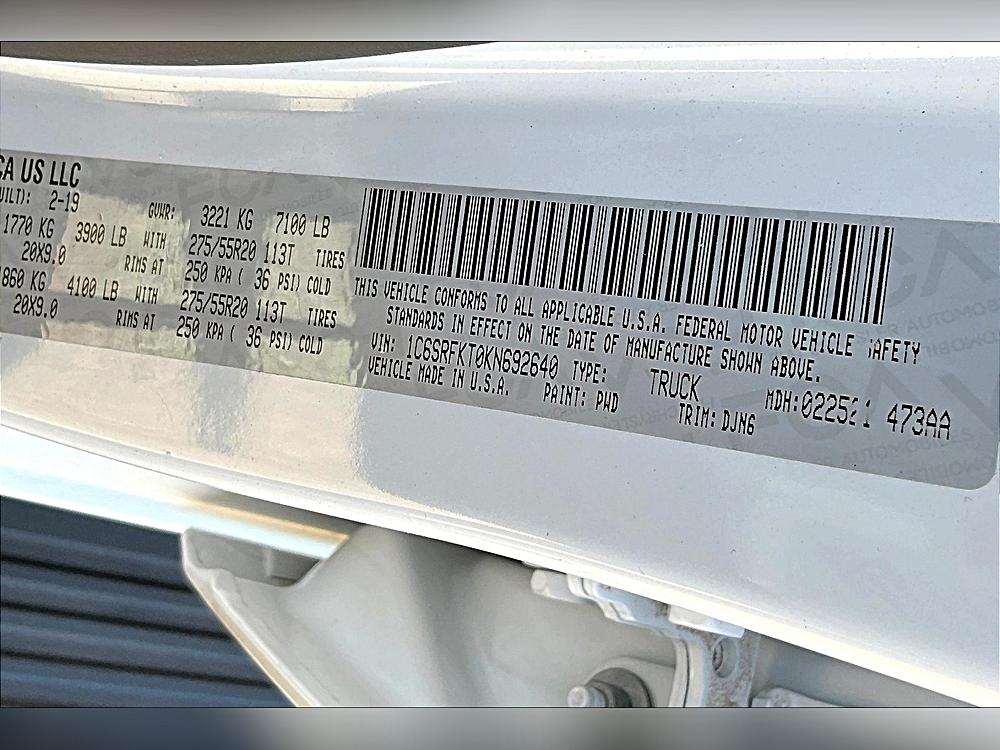 CA US LLC
UILT): 2-19 GVWR: 3221 KG 7100 LB
1770 KG 3900 LB WITH 275/55R20 113T TIRES
20X9.0 RIMS AT 250 KPA ( 36 PSI) COLD
860 KG 4100 LB WITH 275/55R20 113T TIRES
20X9.0 RIMS AT 250 KPA ( 36 PSI) COLD
THIS VEHICLE CONFORMS TO ALL APPLICABLE U.S.A. FEDERAL MOTOR VEHICLE SAFETY
STANDARDS IN EFFECT ON THE DATE OF MANUFACTURE SHOWN ABOVE.
VIN: 1C6SRFKT0KN692640 TYPE: TRUCK MDH: 473AA
VEHICLE MADE IN U.S.A. PAINT: PWD TRIM: DJN6